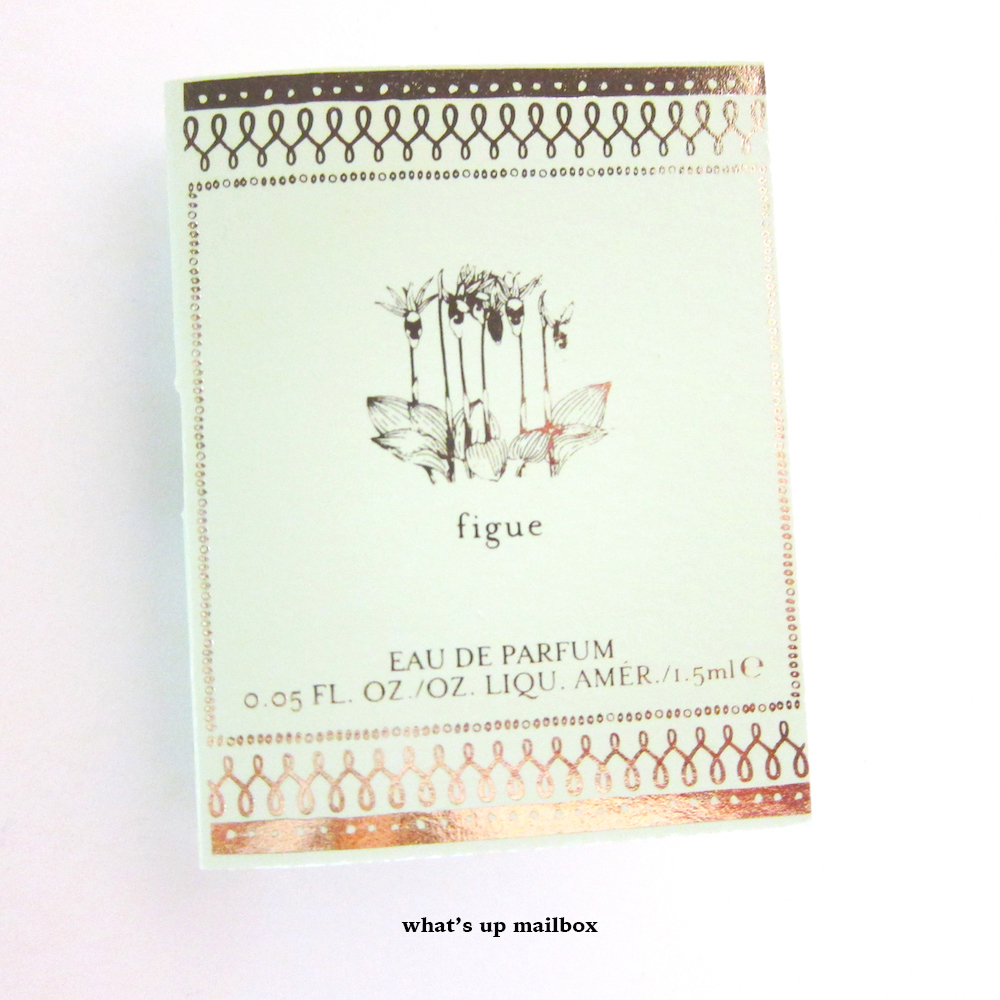 figue
EAU DE PARFUM
0.05 FL. OZ./OZ. LIQU. AMÉR./1.5ml ℮
what's up mailbox